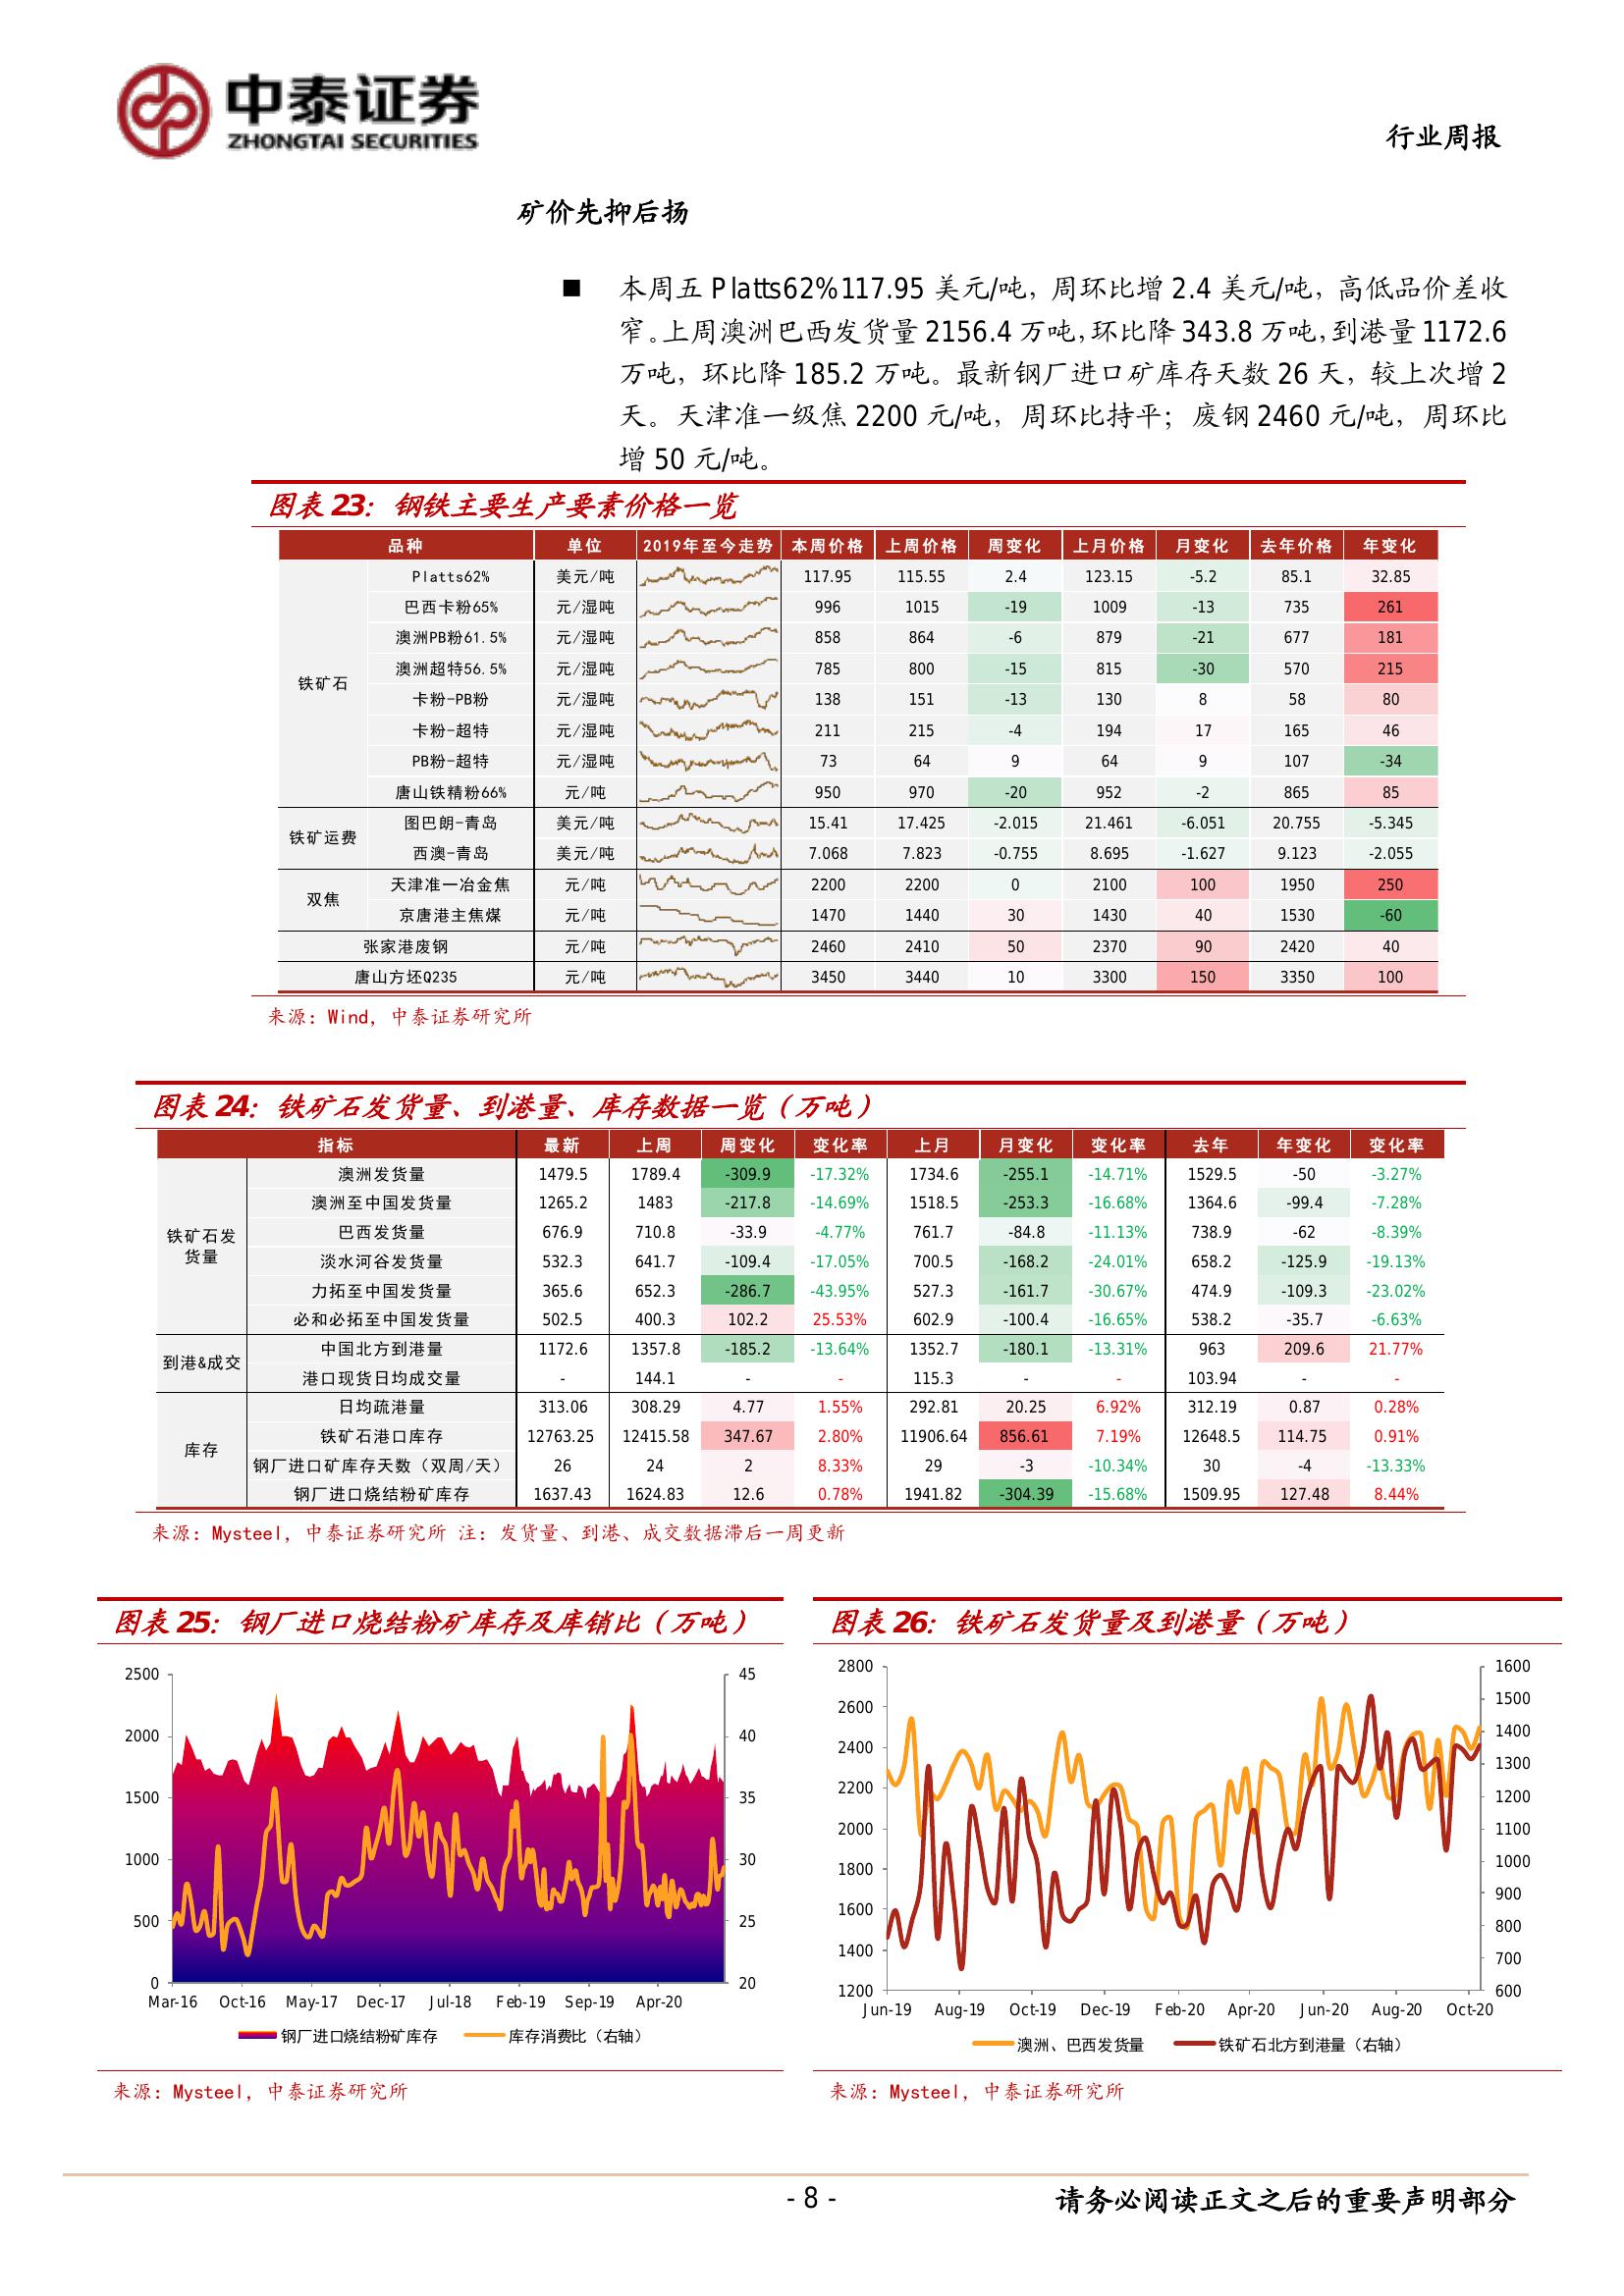 中泰证券
ZHONGTAI SECURITIES
行业周报
矿价先抑后扬
■ 本周五 Platts62%117.95 美元/吨，周环比增 2.4 美元/吨，高低品价差收
窄。上周澳洲巴西发货量 2156.4 万吨，环比降 343.8 万吨，到港量 1172.6
万吨，环比降 185.2 万吨。最新钢厂进口矿库存天数 26 天，较上次增 2
天。天津准一级焦 2200 元/吨，周环比持平；废钢 2460 元/吨，周环比
增 50 元/吨。
图表 23：钢铁主要生产要素价格一览
品种 单位 2019年至今走势 本周价格 上周价格 周变化 上月价格 月变化 去年价格 年变化
铁矿石
Platts62% 美元/吨 117.95 115.55 2.4 123.15 -5.2 85.1 32.85
巴西卡粉65% 元/湿吨 996 1015 -19 1009 -13 735 261
澳洲PB粉61.5% 元/湿吨 858 864 -6 879 -21 677 181
澳洲超特56.5% 元/湿吨 785 800 -15 815 -30 570 215
卡粉-PB粉 元/湿吨 138 151 -13 130 8 58 80
卡粉-超特 元/湿吨 211 215 -4 194 17 165 46
PB粉-超特 元/湿吨 73 64 9 64 9 107 -34
唐山铁精粉66% 元/吨 950 970 -20 952 -2 865 85
铁矿运费
图巴朗-青岛 美元/吨 15.41 17.425 -2.015 21.461 -6.051 20.755 -5.345
西澳-青岛 美元/吨 7.068 7.823 -0.755 8.695 -1.627 9.123 -2.055
双焦
天津准一冶金焦 元/吨 2200 2200 0 2100 100 1950 250
京唐港主焦煤 元/吨 1470 1440 30 1430 40 1530 -60
张家港废钢 元/吨 2460 2410 50 2370 90 2420 40
唐山方坯Q235 元/吨 3450 3440 10 3300 150 3350 100
来源：Wind，中泰证券研究所
图表 24：铁矿石发货量、到港量、库存数据一览（万吨）
指标 最新 上周 周变化 变化率 上月 月变化 变化率 去年 年变化 变化率
铁矿石发
货量
澳洲发货量 1479.5 1789.4 -309.9 -17.32% 1734.6 -255.1 -14.71% 1529.5 -50 -3.27%
澳洲至中国发货量 1265.2 1483 -217.8 -14.69% 1518.5 -253.3 -16.68% 1364.6 -99.4 -7.28%
巴西发货量 676.9 710.8 -33.9 -4.77% 761.7 -84.8 -11.13% 738.9 -62 -8.39%
淡水河谷发货量 532.3 641.7 -109.4 -17.05% 700.5 -168.2 -24.01% 658.2 -125.9 -19.13%
力拓至中国发货量 365.6 652.3 -286.7 -43.95% 527.3 -161.7 -30.67% 474.9 -109.3 -23.02%
必和必拓至中国发货量 502.5 400.3 102.2 25.53% 602.9 -100.4 -16.65% 538.2 -35.7 -6.63%
到港&成交
中国北方到港量 1172.6 1357.8 -185.2 -13.64% 1352.7 -180.1 -13.31% 963 209.6 21.77%
港口现货日均成交量 - 144.1 - - 115.3 - - 103.94 - -
库存
日均疏港量 313.06 308.29 4.77 1.55% 292.81 20.25 6.92% 312.19 0.87 0.28%
铁矿石港口库存 12763.25 12415.58 347.67 2.80% 11906.64 856.61 7.19% 12648.5 114.75 0.91%
钢厂进口矿库存天数（双周/天） 26 24 2 8.33% 29 -3 -10.34% 30 -4 -13.33%
钢厂进口烧结粉矿库存 1637.43 1624.83 12.6 0.78% 1941.82 -304.39 -15.68% 1509.95 127.48 8.44%
来源：Mysteel，中泰证券研究所 注：发货量、到港、成交数据滞后一周更新
图表 25：钢厂进口烧结粉矿库存及库销比（万吨）
2500 45
2000 40
1500 35
1000 30
500 25
0 20
Mar-16 Oct-16 May-17 Dec-17 Jul-18 Feb-19 Sep-19 Apr-20
钢厂进口烧结粉矿库存 库存消费比（右轴）
来源：Mysteel，中泰证券研究所
图表 26：铁矿石发货量及到港量（万吨）
2800 1600
2600 1500
2400 1400
2200 1300
2000 1200
1800 1100
1600 1000
1400 900
1200 800
700
600
Jun-19 Aug-19 Oct-19 Dec-19 Feb-20 Apr-20 Jun-20 Aug-20 Oct-20
澳洲、巴西发货量 铁矿石北方到港量（右轴）
来源：Mysteel，中泰证券研究所
- 8 -
请务必阅读正文之后的重要声明部分